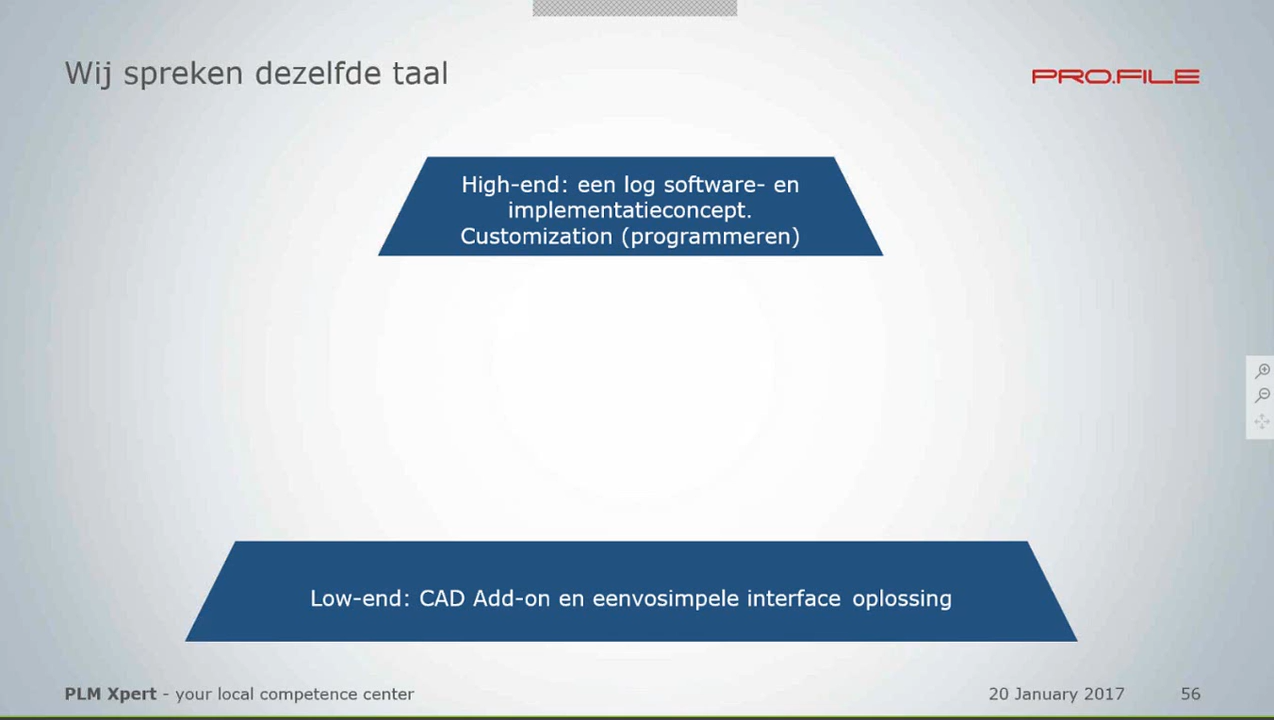 Wij spreken dezelfde taal
PRO.FILE
High-end: een log software- en
implementatieconcept.
Customization (programmeren)
Low-end: CAD Add-on en eenvosimpele interface oplossing
PLM Xpert - your local competence center
20 January 2017
56